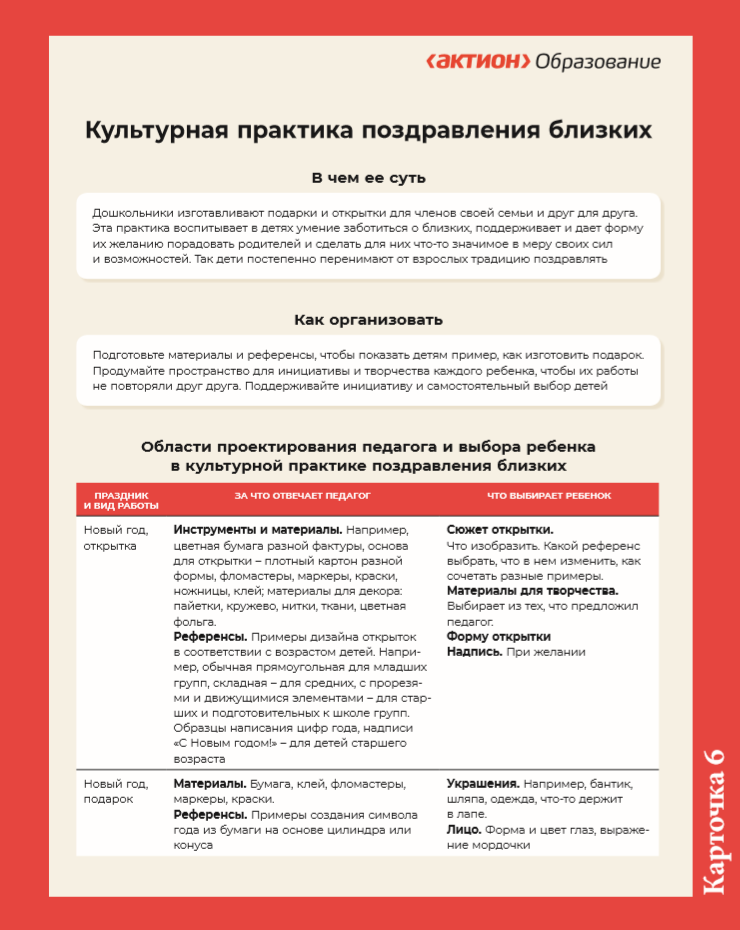 ‹актион› Образование
Культурная практика поздравления близких
В чем ее суть
Дошкольники изготавливают подарки и открытки для членов своей семьи и друг для друга.
Эта практика воспитывает в детях умение заботиться о близких, поддерживает и дает форму
их желанию порадовать родителей и сделать для них что-то значимое в меру своих сил
и возможностей. Так дети постепенно перенимают от взрослых традицию поздравлять
Как организовать
Подготовьте материалы и референсы, чтобы показать детям пример, как изготовить подарок.
Продумайте пространство для инициативы и творчества каждого ребенка, чтобы их работы
не повторяли друг друга. Поддерживайте инициативу и самостоятельный выбор детей
Области проектирования педагога и выбора ребенка
в культурной практике поздравления близких
ПРАЗДНИК
И ВИД РАБОТЫ
ЗА ЧТО ОТВЕЧАЕТ ПЕДАГОГ
ЧТО ВЫБИРАЕТ РЕБЕНОК
Новый год,
открытка
Инструменты и материалы. Например,
цветная бумага разной фактуры, основа
для открытки – плотный картон разной
формы, фломастеры, маркеры, краски,
ножницы, клей; материалы для декора:
пайетки, кружево, нитки, ткани, цветная
фольга.
Референсы. Примеры дизайна открыток
в соответствии с возрастом детей. Напри-
мер, обычная прямоугольная для младших
групп, складная – для средних, с прорезя-
ми и движущимися элементами – для стар-
ших и подготовительных к школе групп.
Образцы написания цифр года, надписи
«С Новым годом!» – для детей старшего
возраста
Сюжет открытки.
Что изобразить. Какой референс
выбрать, что в нем изменить, как
сочетать разные примеры.
Материалы для творчества.
Выбирает из тех, что предложил
педагог.
Форму открытки
Надпись. При желании
Новый год,
подарок
Материалы. Бумага, клей, фломастеры,
маркеры, краски.
Референсы. Примеры создания символа
года из бумаги на основе цилиндра или
конуса
Украшения. Например, бантик,
шляпа, одежда, что-то держит
в лапе.
Лицо. Форма и цвет глаз, выраже-
ние мордочки
Карточка 6